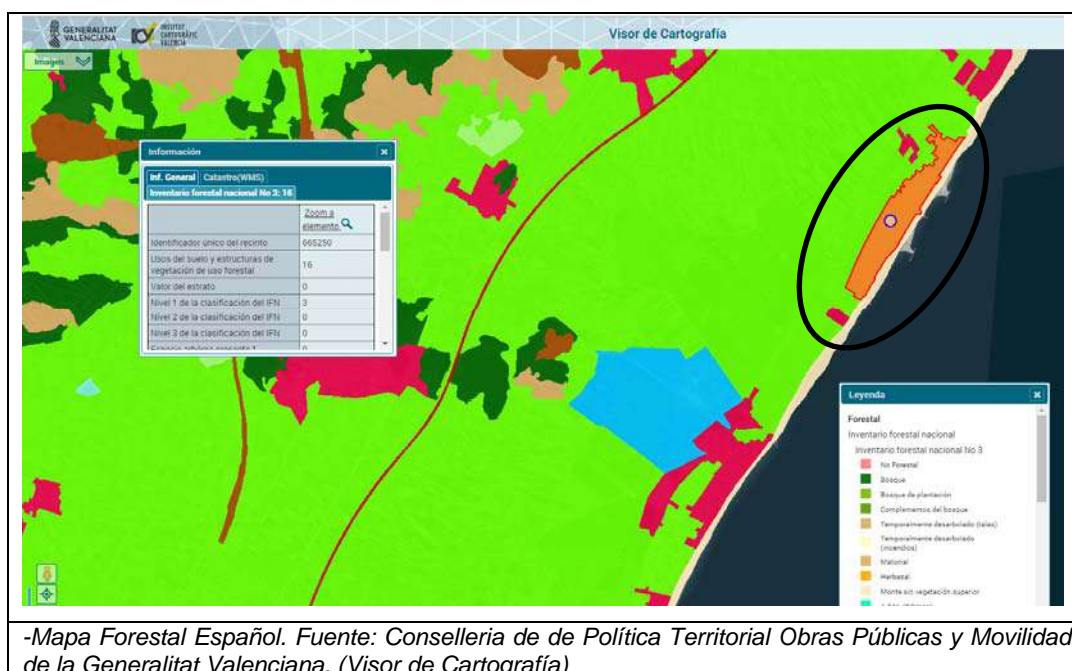 GENERALITAT
VALENCIANA
INSTITUT
CARTOGRÀFIC
VALENCIÀ
Visor de Cartografía
Imagen
Información
Inf. General Catastro(WMS)
Inventario forestal nacional No 3: 16
Zoom a
elemento
Identificador único del recinto 665250
Usos del suelo y estructuras de
vegetación de uso forestal 16
Valor del estrato 0
Nivel 1 de la clasificación del IFN 3
Nivel 2 de la clasificación del IFN 0
Nivel 3 de la clasificación del IFN 0
Leyenda
Forestal
Inventario forestal nacional
Inventario forestal nacional No 3
No Forestal
Bosque
Bosque de plantación
Complementos del bosque
Temporalmente desarbolado (talas)
Temporalmente desarbolado
(incendios)
Matorral
Herbazal
Monte sin vegetación superior
-Mapa Forestal Español. Fuente: Conselleria de de Política Territorial Obras Públicas y Movilidad
de la Generalitat Valenciana. (Visor de Cartografía)